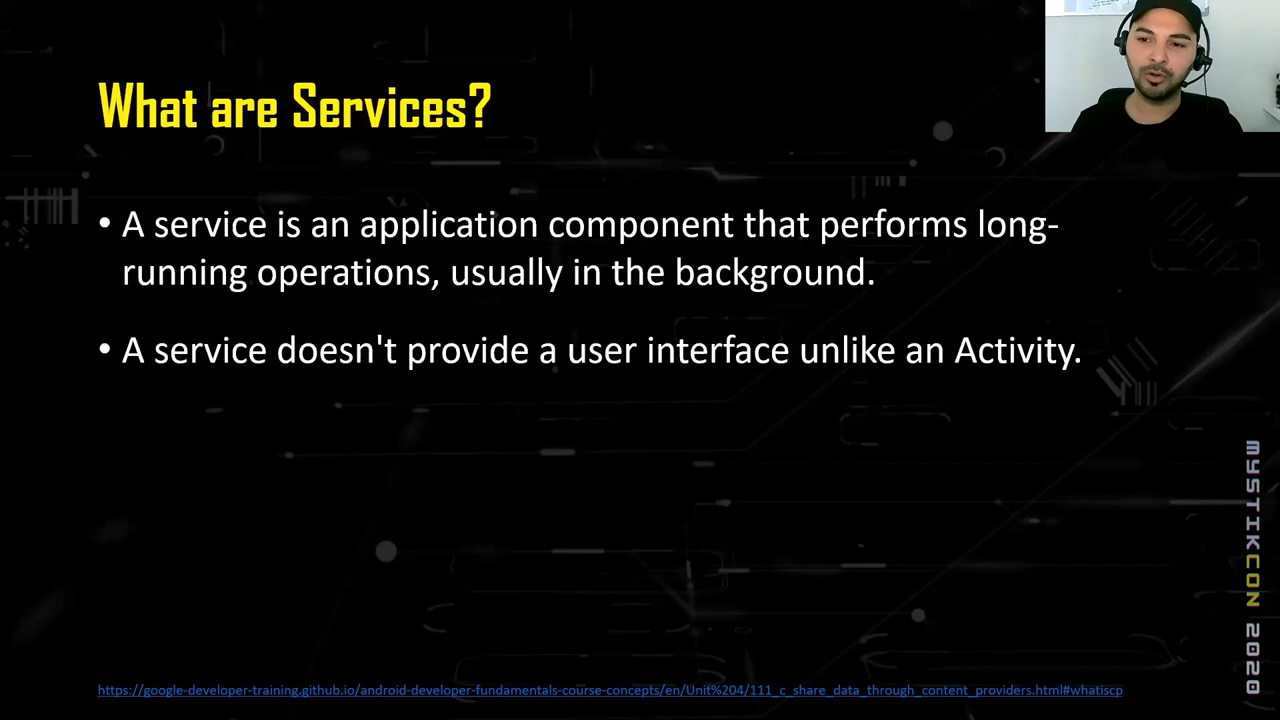 What are Services?
• A service is an application component that performs long-
running operations, usually in the background.
• A service doesn't provide a user interface unlike an Activity.
MYSTIKCON 2020
https://google-developer-training.github.io/android-developer-fundamentals-course-concepts/en/Unit%204/111_c_share_data_through_content_providers.html#whatiscp